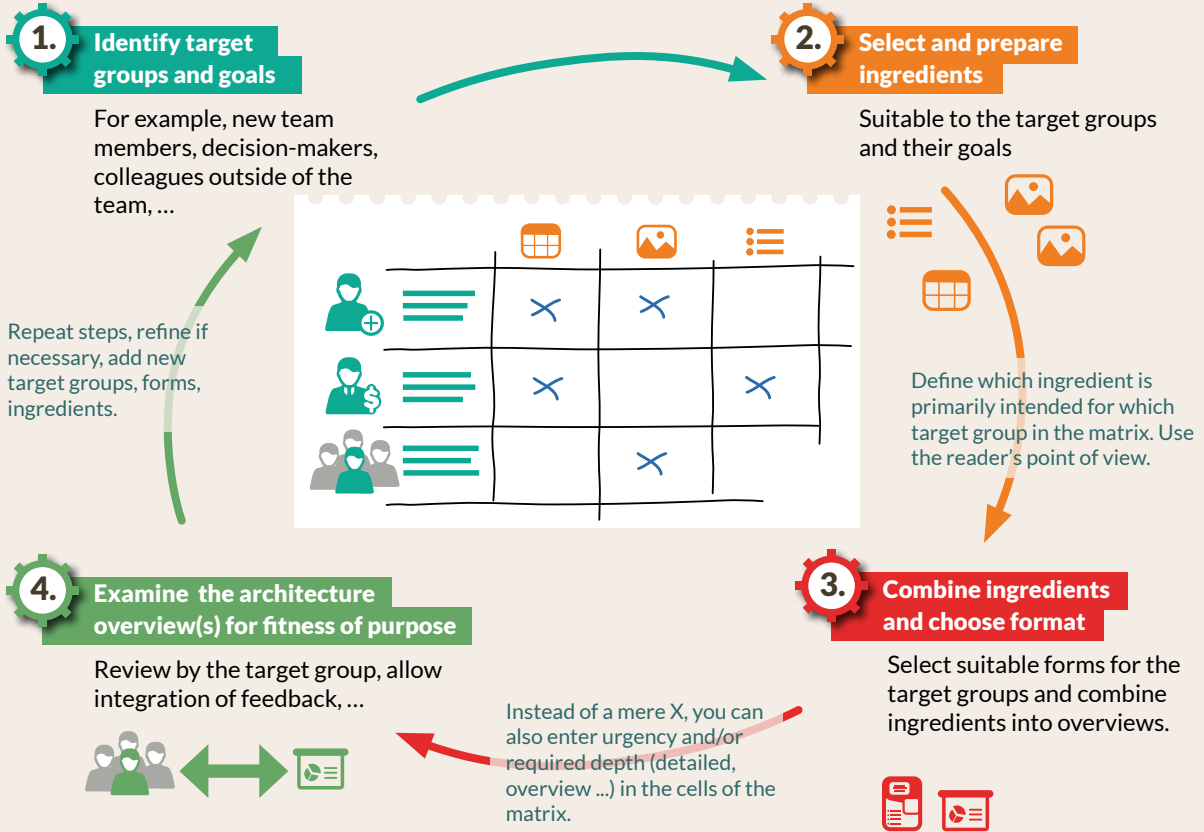 1.
Identify target
groups and goals
For example, new team
members, decision-makers,
colleagues outside of the
team, ...
2.
Select and prepare
ingredients
Suitable to the target groups
and their goals
Define which ingredient is
primarily intended for which
target group in the matrix. Use
the reader's point of view.
3.
Combine ingredients
and choose format
Select suitable forms for the
target groups and combine
ingredients into overviews.
Instead of a mere X, you can
also enter urgency and/or
required depth (detailed,
overview ...) in the cells of the
matrix.
4.
Examine the architecture
overview(s) for fitness of purpose
Review by the target group, allow
integration of feedback, ...
Repeat steps, refine if
necessary, add new
target groups, forms,
ingredients.
X X
$ X X
X